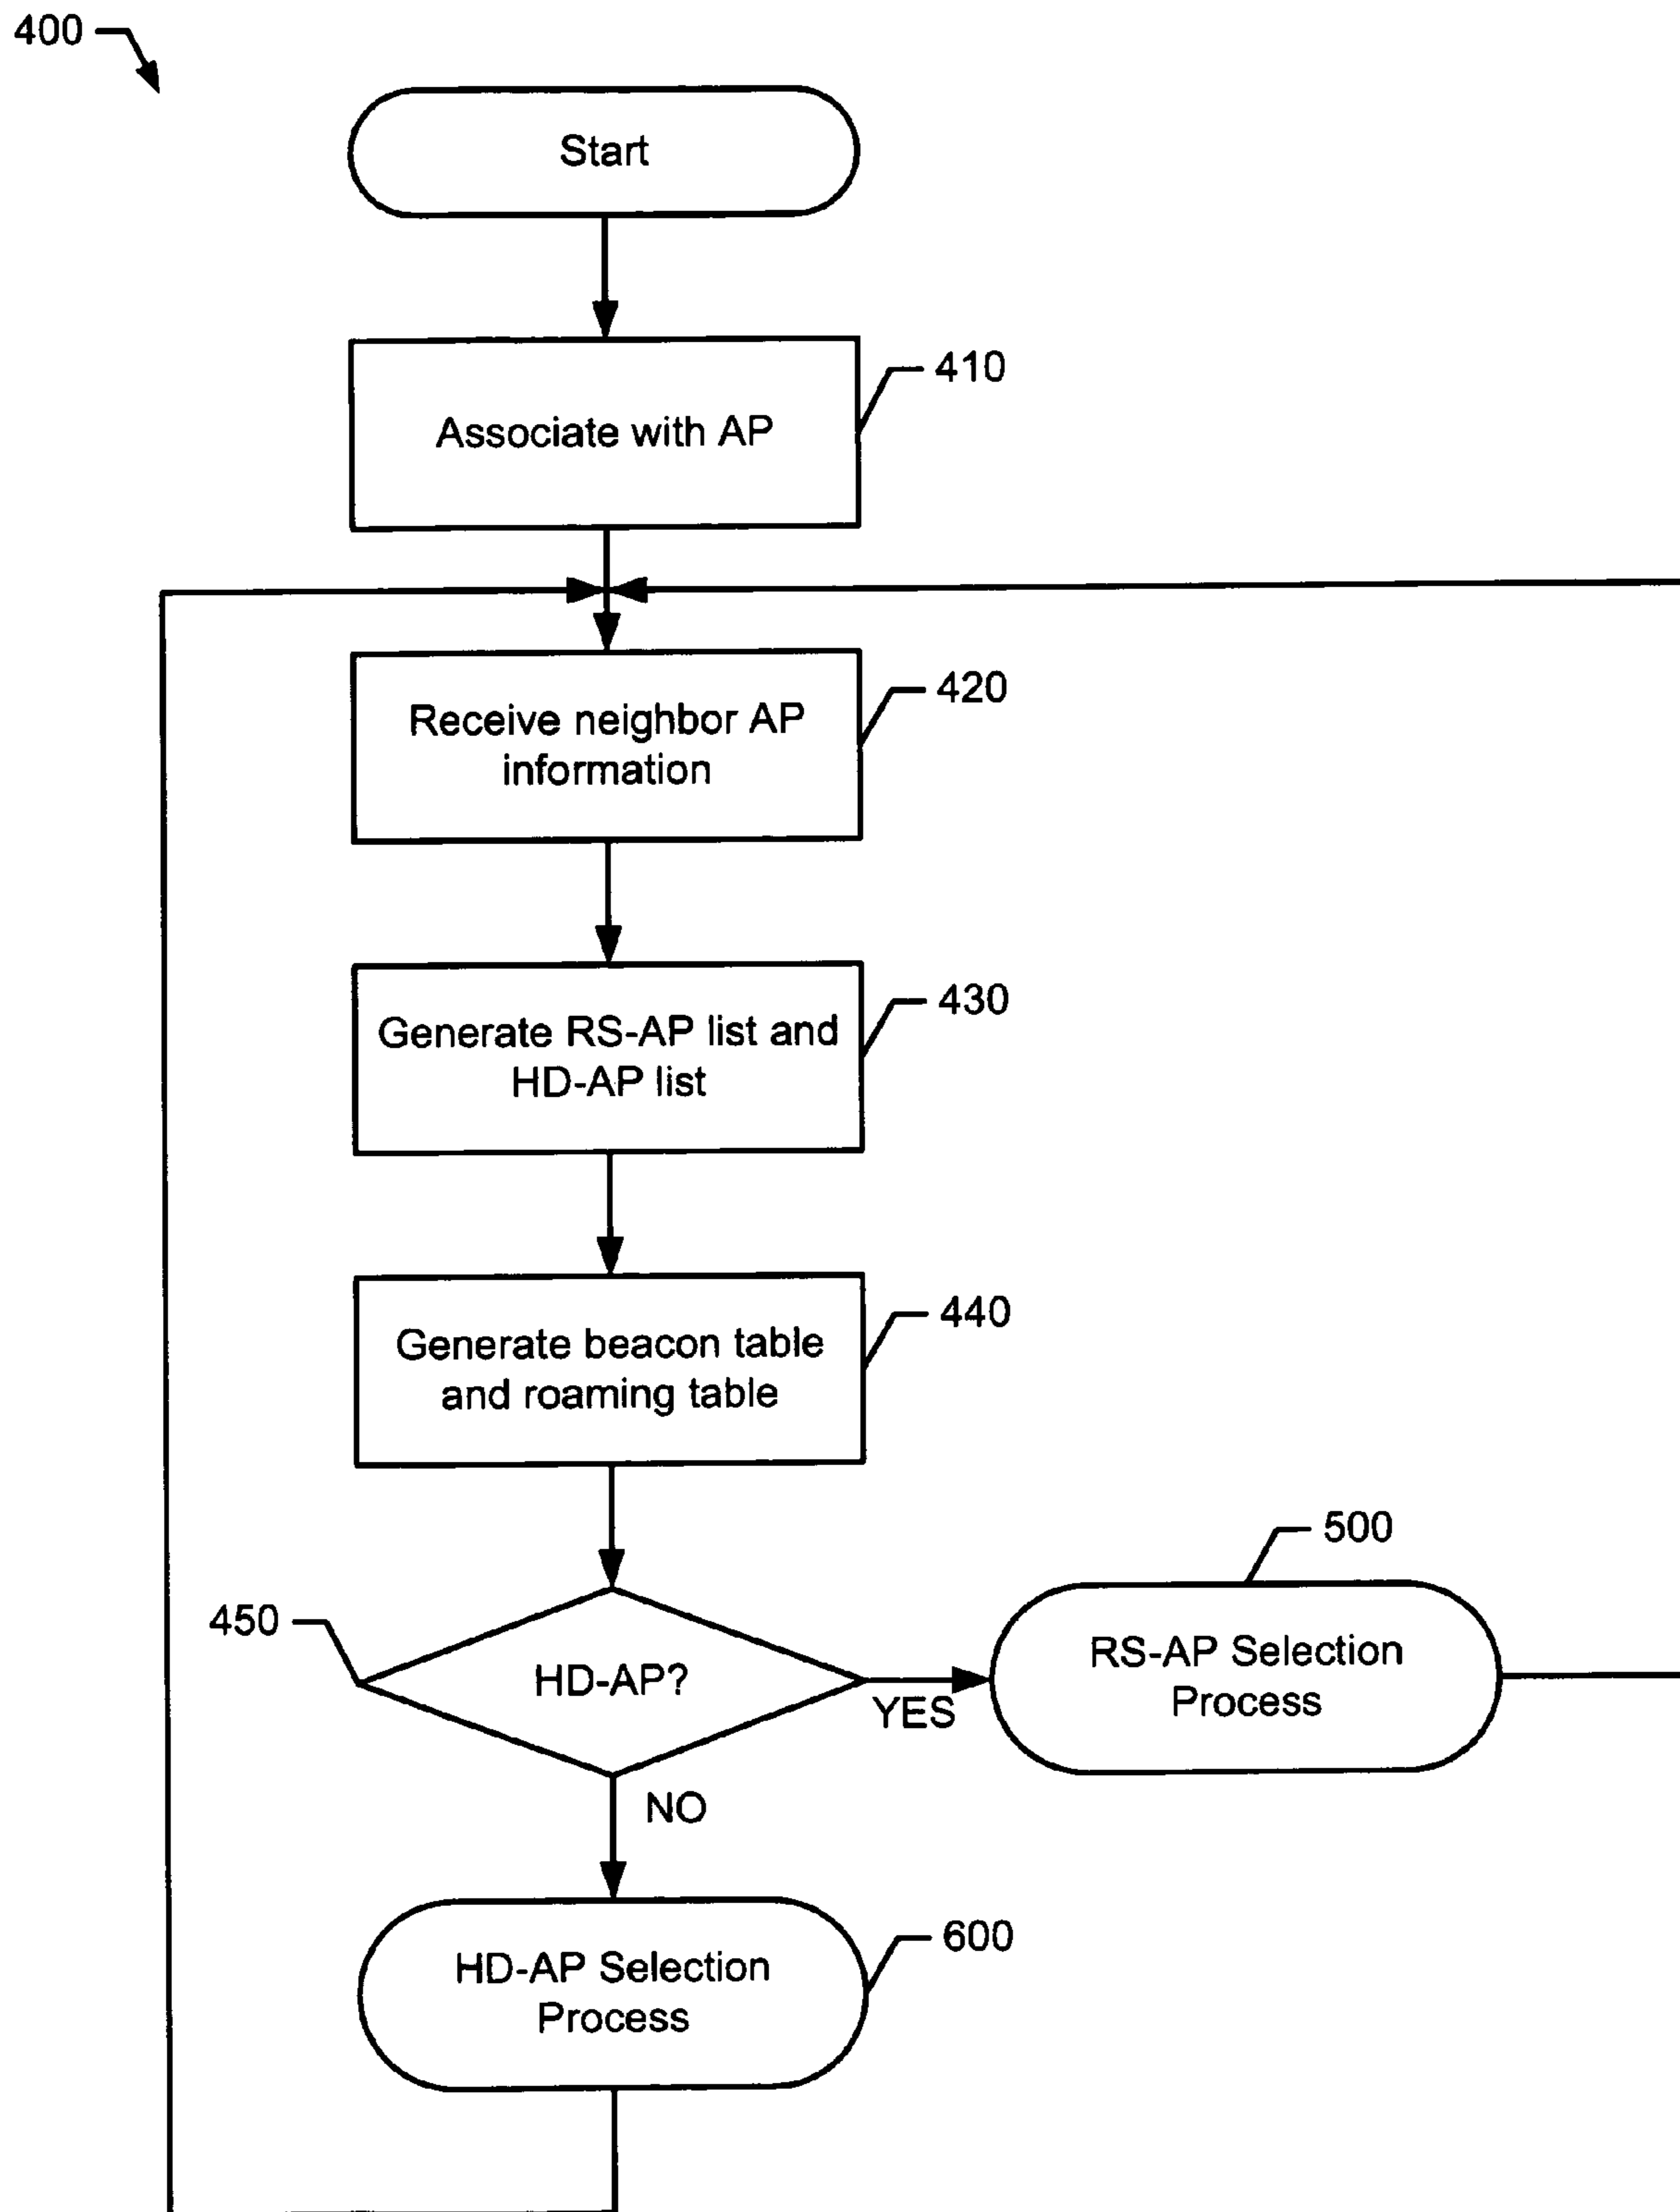 400
Start
410
Associate with AP
420
Receive neighbor AP
information
430
Generate RS-AP list and
HD-AP list
440
Generate beacon table
and roaming table
500
450
HD-AP?
YES
RS-AP Selection
Process
NO
600
HD-AP Selection
Process